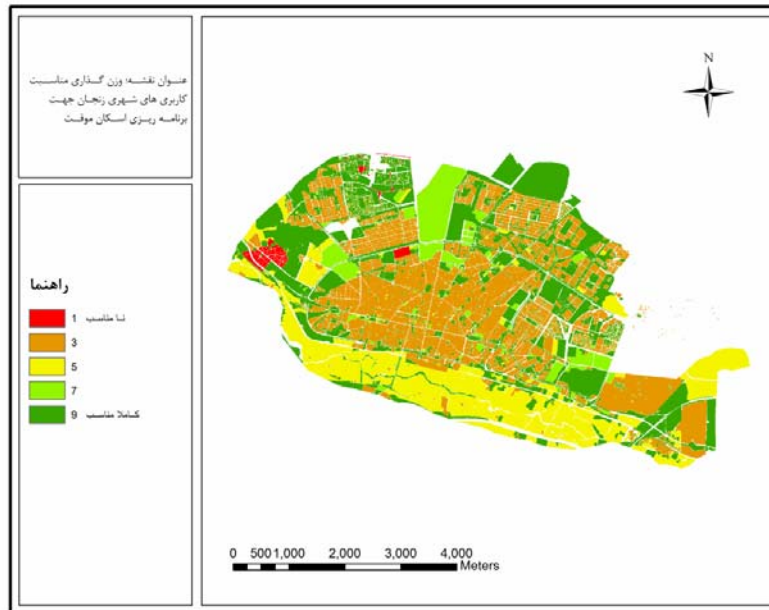 عنوان نقشه: وزن گذاری مناسبت
کاربری های شهری زنجان جهت
برنامه ریزی اسکان موقت
N
راهنما
1 نا مناسب
3
5
7
9 کاملا مناسب
0 500 1,000 2,000 3,000 4,000
Meters